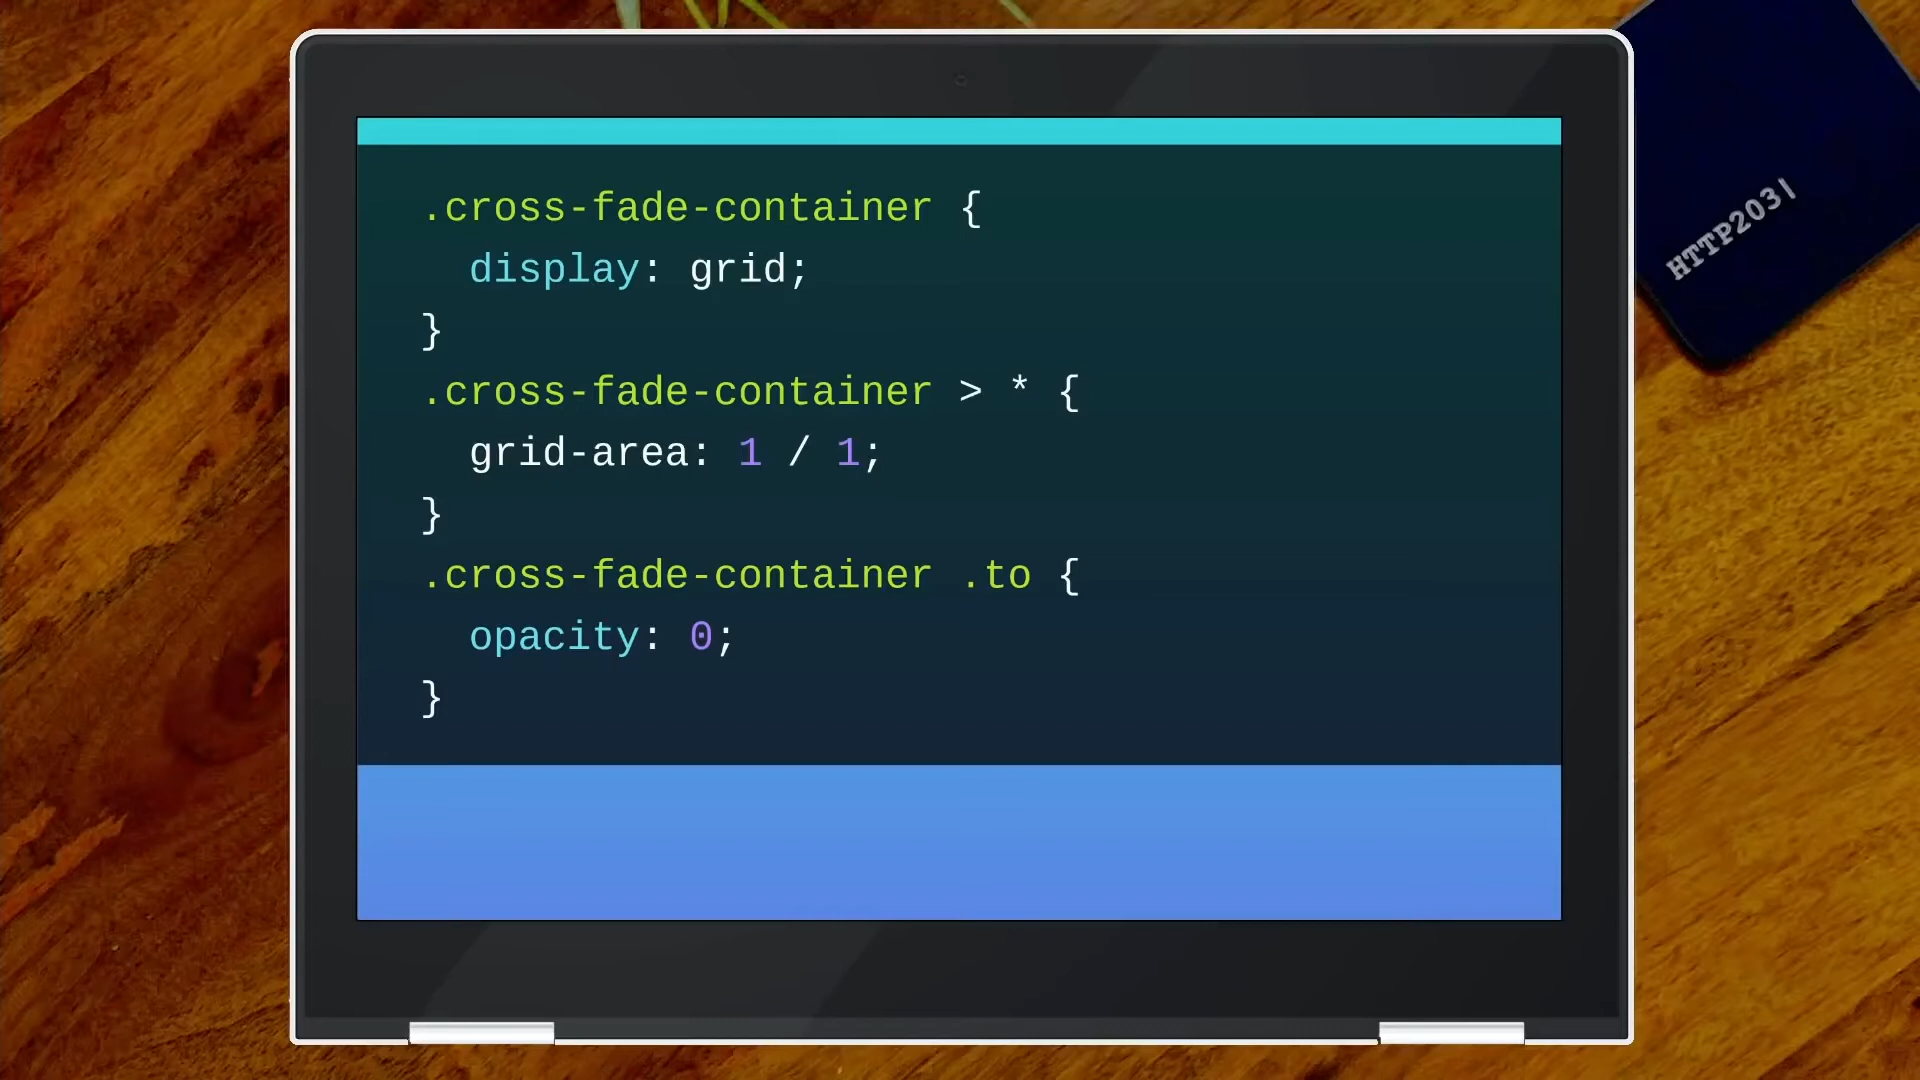 .cross-fade-container {
  display: grid;
}
.cross-fade-container > * {
  grid-area: 1 / 1;
}
.cross-fade-container .to {
  opacity: 0;
}
HTTP203|